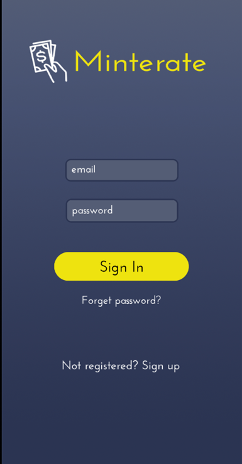 Minterate
email
password
Sign In
Forget password?
Not registered? Sign up